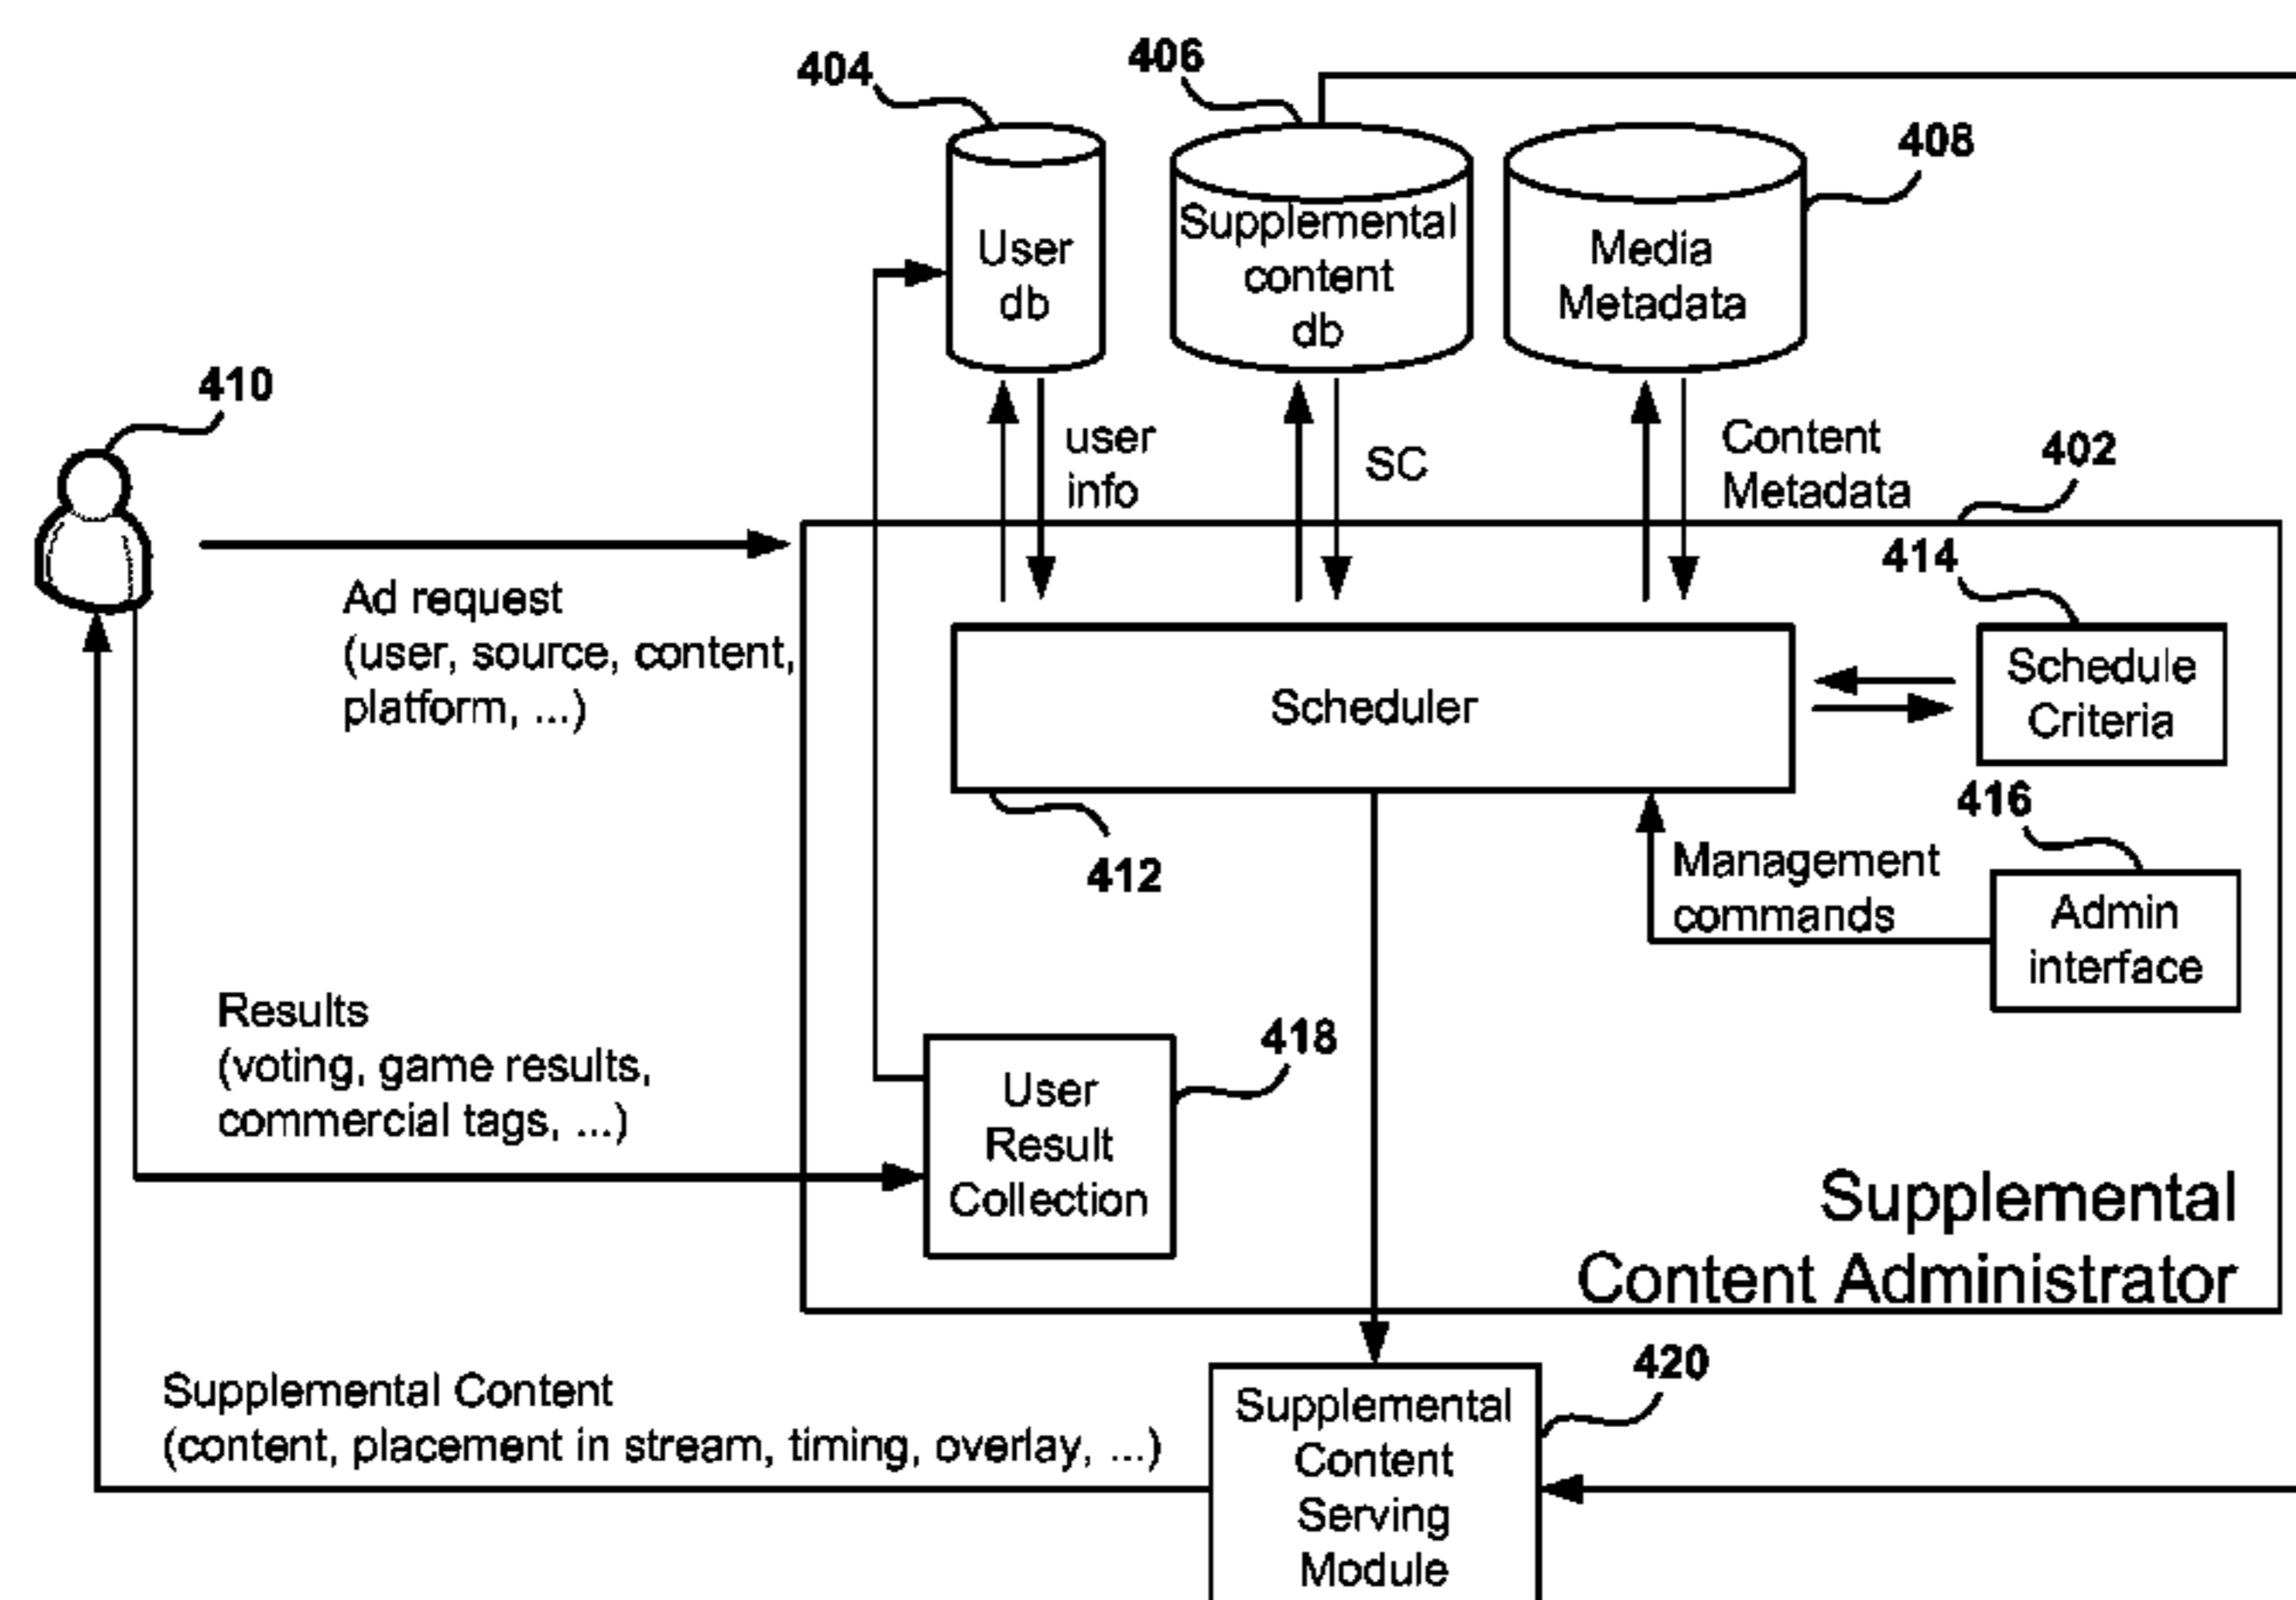 404
406
408
User
db
Supplemental
content
db
Media
Metadata
410
user
info
SC
Content
Metadata
402
414
Ad request
(user, source, content,
platform, ...)
Scheduler
Schedule
Criteria
416
412
Management
commands
Admin
interface
Results
(voting, game results,
commercial tags, ...)
418
User
Result
Collection
Supplemental
Content Administrator
420
Supplemental Content
(content, placement in stream, timing, overlay, ...)
Supplemental
Content
Serving
Module